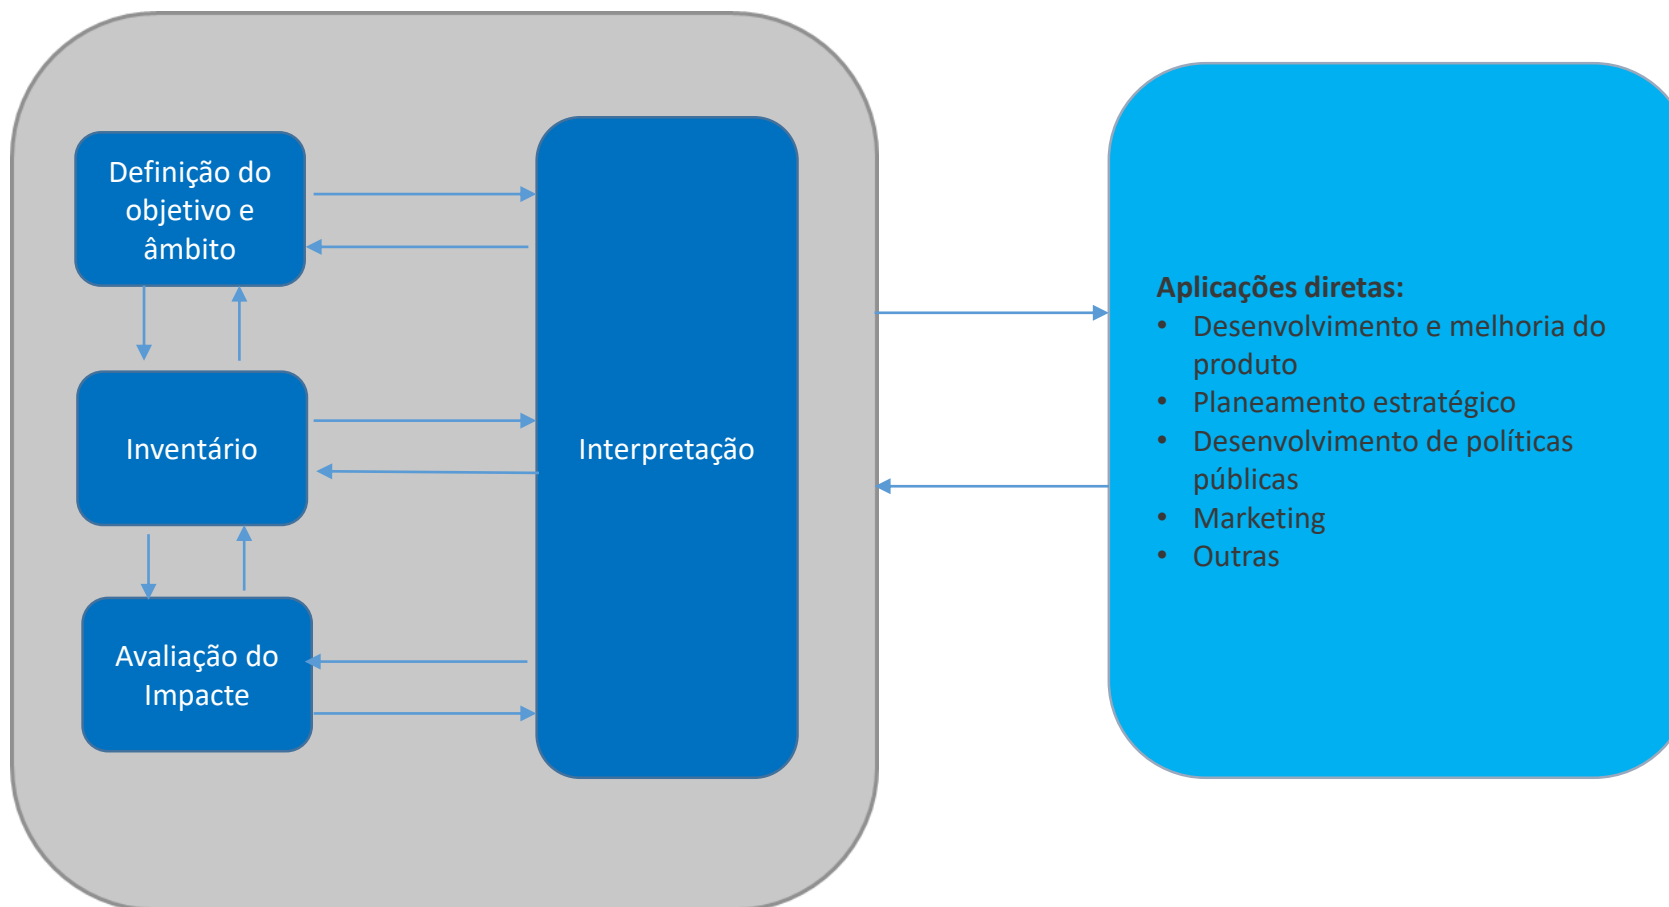 Definição do
objetivo e
âmbito
Inventário
Avaliação do
Impacte
Interpretação
Aplicações diretas:
• Desenvolvimento e melhoria do
produto
• Planeamento estratégico
• Desenvolvimento de políticas
públicas
• Marketing
• Outras